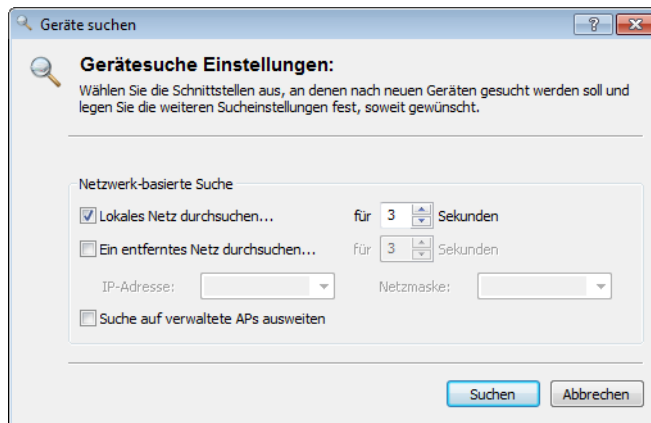 Geräte suchen
Gerätesuche Einstellungen:
Wählen Sie die Schnittstellen aus, an denen nach neuen Geräten gesucht werden soll und
legen Sie die weiteren Sucheinstellungen fest, soweit gewünscht.
Netzwerk-basierte Suche
Lokales Netz durchsuchen... für 3 Sekunden
Ein entferntes Netz durchsuchen... für 3 Sekunden
IP-Adresse: Netzmaske:
Suche auf verwaltete APs ausweiten
Suchen Abbrechen